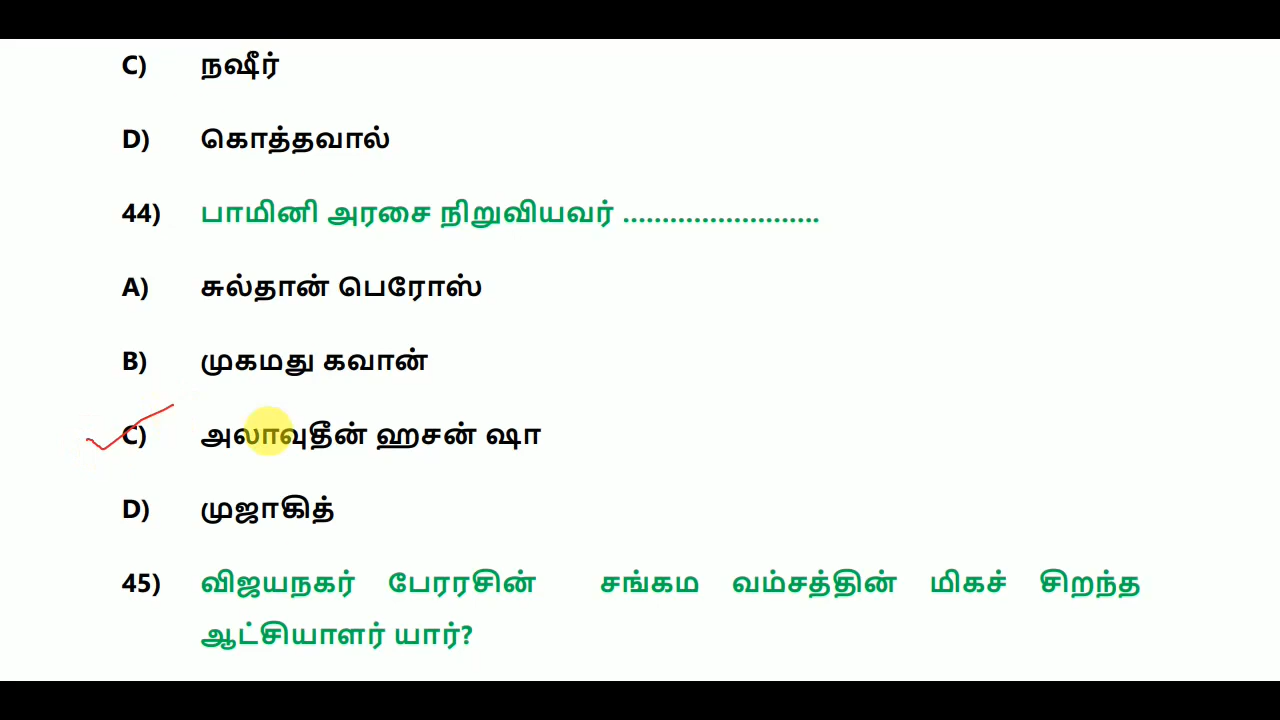 C) நஷீர்
D) கொத்தவால்
44) பாமினி அரசை நிறுவியவர் .........................
A) சுல்தான் பெரோஸ்
B) முகமது கவான்
C) அலாவுதீன் ஹசன் ஷா
D) முஜாகித்
45) விஜயநகர் பேரரசின் சங்கம வம்சத்தின் மிகச் சிறந்த
ஆட்சியாளர் யார்?